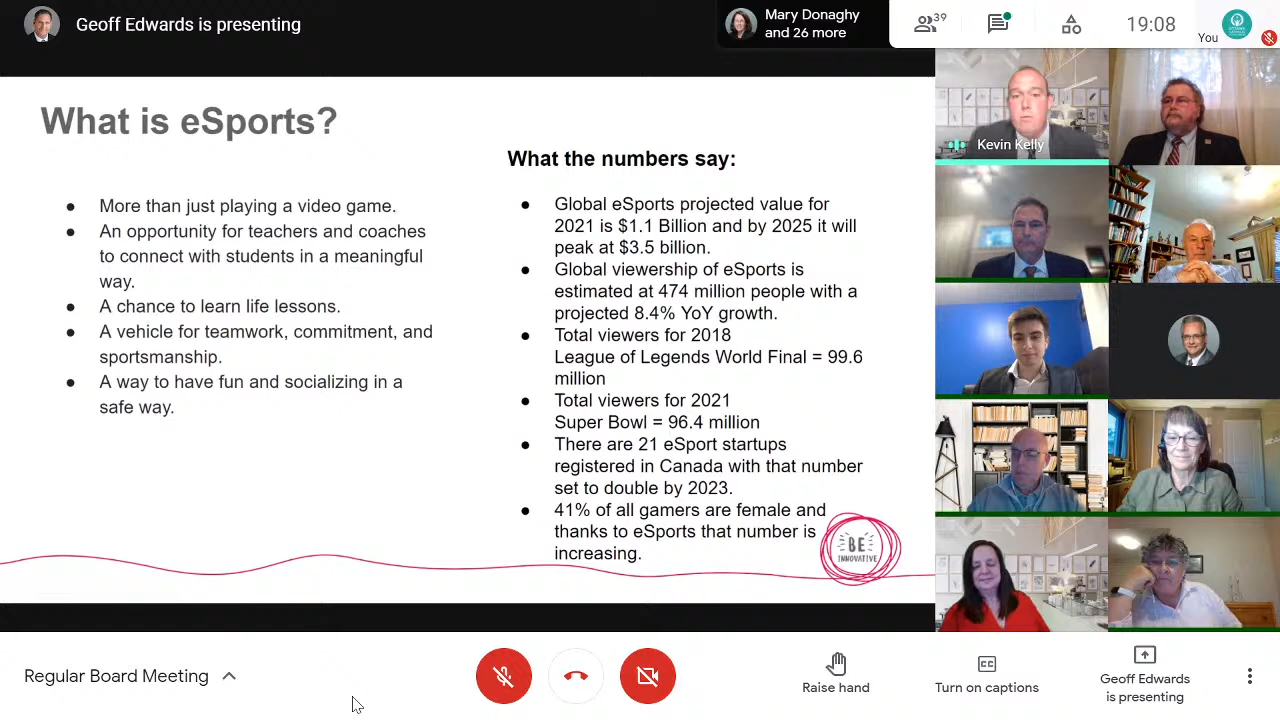 Geoff Edwards is presenting
Mary Donaghy
and 26 more
39
19:08
You
What is eSports?
More than just playing a video game.
An opportunity for teachers and coaches
to connect with students in a meaningful
way.
A chance to learn life lessons.
A vehicle for teamwork, commitment, and
sportsmanship.
A way to have fun and socializing in a
safe way.
What the numbers say:
Global eSports projected value for
2021 is $1.1 Billion and by 2025 it will
peak at $3.5 billion.
Global viewership of eSports is
estimated at 474 million people with a
projected 8.4% YoY growth.
Total viewers for 2018
League of Legends World Final = 99.6
million
Total viewers for 2021
Super Bowl = 96.4 million
There are 21 eSport startups
registered in Canada with that number
set to double by 2023.
41% of all gamers are female and
thanks to eSports that number is
increasing.
BE
INNOVATIVE
Kevin Kelly
Regular Board Meeting
Raise hand
CC
Turn on captions
Geoff Edwards
is presenting